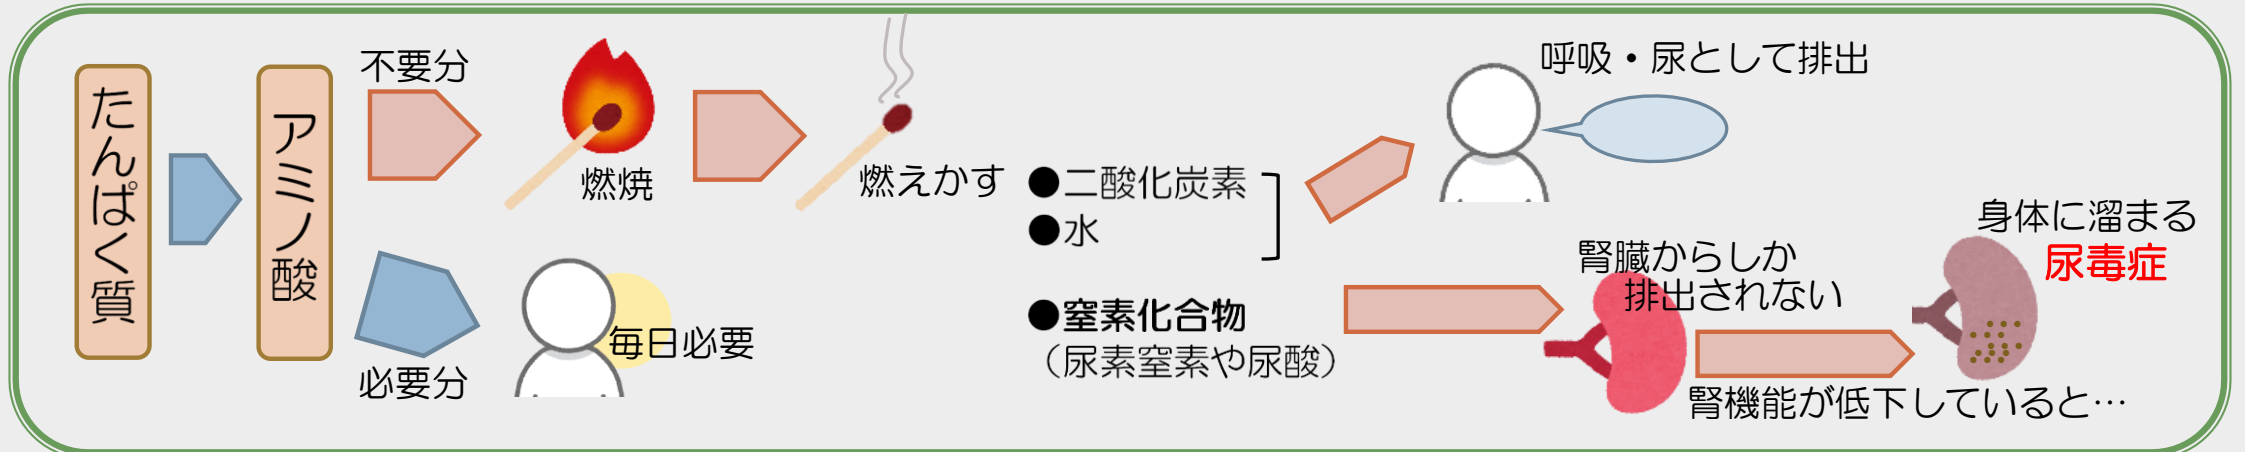 たんぱく質
アミノ酸
不要分
燃焼
燃えかす
必要分
毎日必要
●二酸化炭素
●水
●窒素化合物
（尿素窒素や尿酸）
呼吸・尿として排出
腎臓からしか
排出されない
腎機能が低下していると…
身体に溜まる
尿毒症